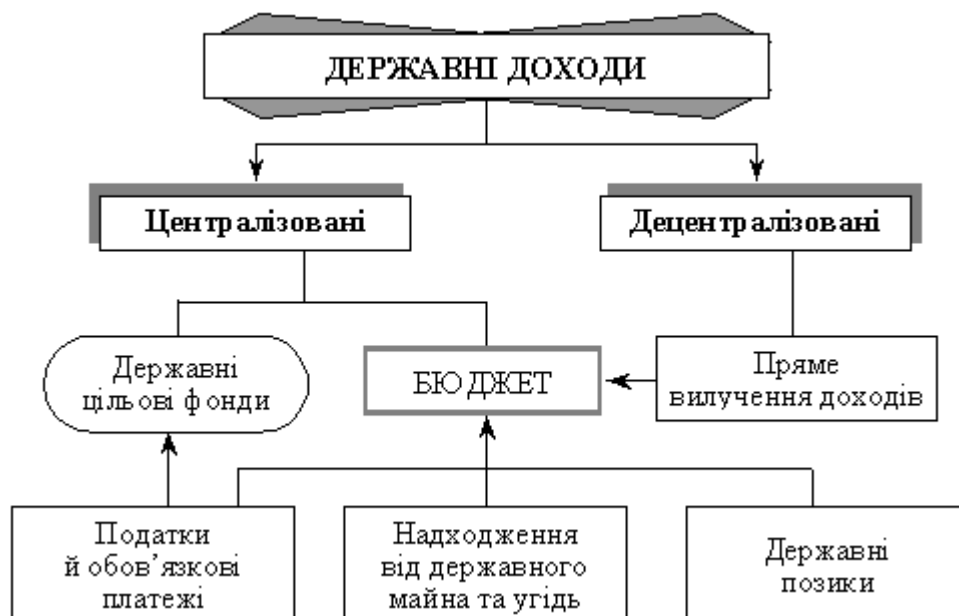 ДЕРЖАВНІ ДОХОДИ
Централізовані
Децентралізовані
Державні
цільові фонди
БЮДЖЕТ
Пряме
вилучення доходів
Податки
й обов’язкові
платежі
Надходження
від державного
майна та угідь
Державні
позики